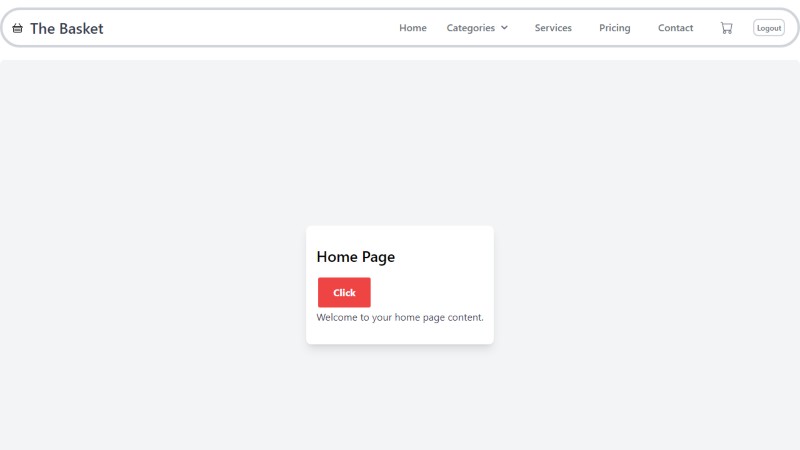 The Basket
Home Categories Services Pricing Contact Logout
Home Page
Click
Welcome to your home page content.